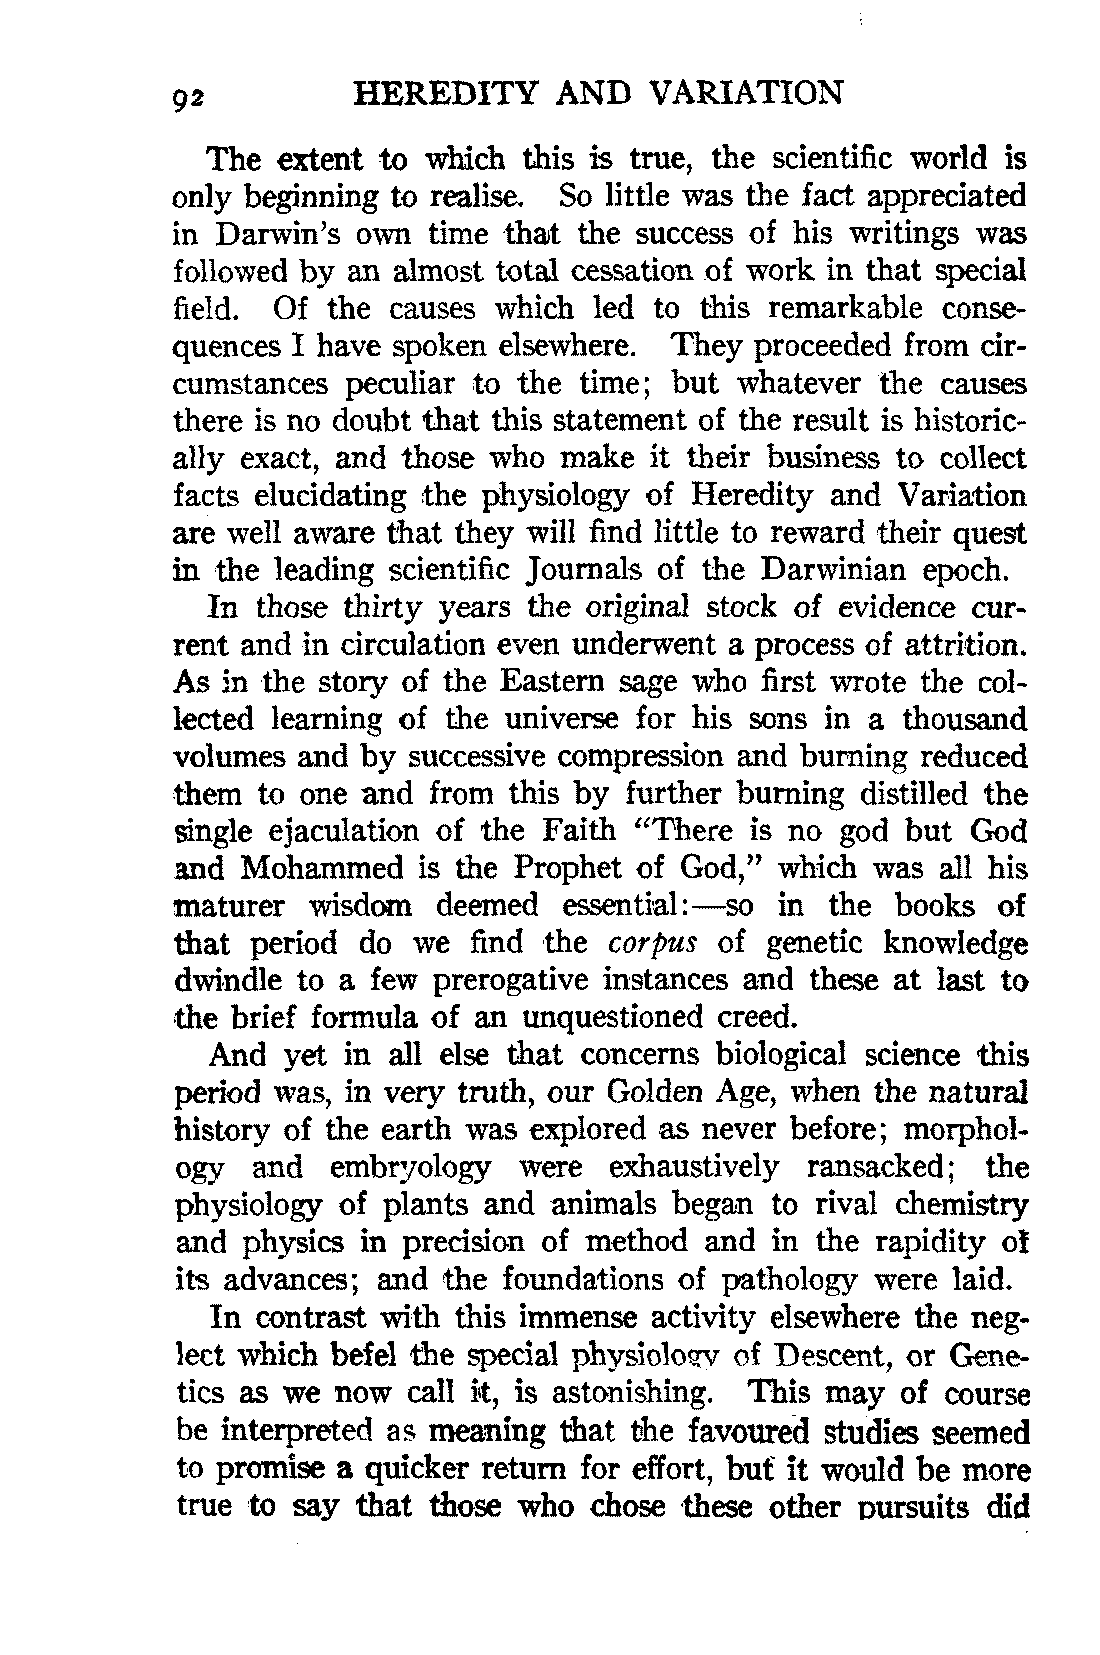 92 HEREDITY AND VARIATION
The extent to which this is true, the scientific world is
only beginning to realise. So little was the fact appreciated
in Darwin's own time that the success of his writings was
followed by an almost total cessation of work in that special
field. Of the causes which led to this remarkable conse-
quences I have spoken elsewhere. They proceeded from cir-
cumstances peculiar to the time; but whatever the causes
there is no doubt that this statement of the result is historic-
ally exact, and those who make it their business to collect
facts elucidating the physiology of Heredity and Variation
are well aware that they will find little to reward their quest
in the leading scientific Journals of the Darwinian epoch.
In those thirty years the original stock of evidence cur-
rent and in circulation even underwent a process of attrition.
As in the story of the Eastern sage who first wrote the col-
lected learning of the universe for his sons in a thousand
volumes and by successive compression and burning reduced
them to one and from this by further burning distilled the
single ejaculation of the Faith "There is no god but God
and Mohammed is the Prophet of God," which was all his
maturer wisdom deemed essential:—so in the books of
that period do we find the corpus of genetic knowledge
dwindle to a few prerogative instances and these at last to
the brief formula of an unquestioned creed.
And yet in all else that concerns biological science this
period was, in very truth, our Golden Age, when the natural
history of the earth was explored as never before; morphol-
ogy and embryology were exhaustively ransacked; the
physiology of plants and animals began to rival chemistry
and physics in precision of method and in the rapidity of
its advances; and the foundations of pathology were laid.
In contrast with this immense activity elsewhere the neg-
lect which befel the special physiology of Descent, or Gene-
tics as we now call it, is astonishing. This may of course
be interpreted as meaning that the favoured studies seemed
to promise a quicker return for effort, but it would be more
true to say that those who chose these other pursuits did